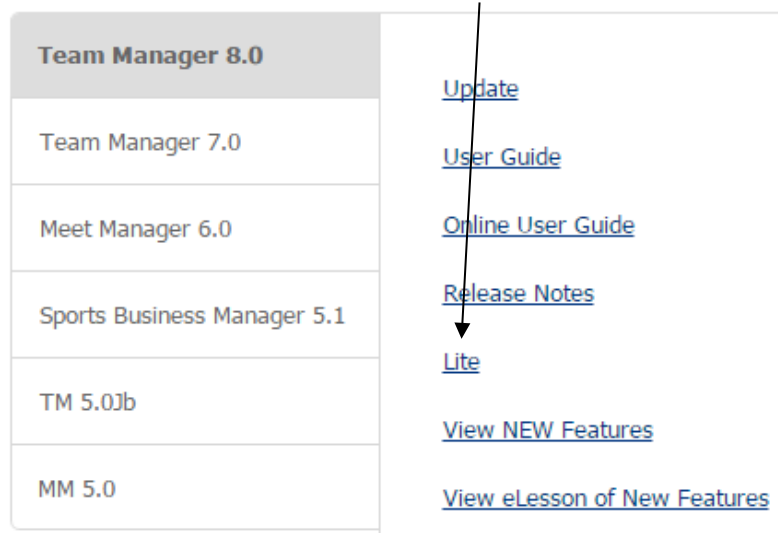 Team Manager 8.0
Team Manager 7.0
Meet Manager 6.0
Sports Business Manager 5.1
TM 5.0Jb
MM 5.0
Update
User Guide
Online User Guide
Release Notes
Lite
View NEW Features
View eLesson of New Features